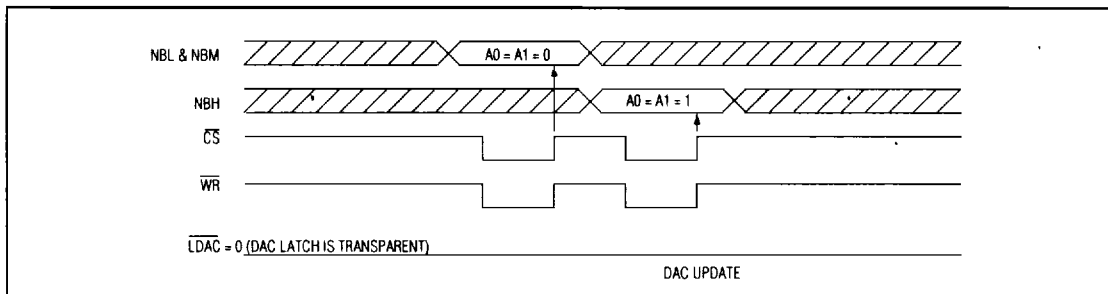 NBL & NBM
A0 = A1 = 0
NBH
A0 = A1 = 1
CS
WR
LDAC = 0 (DAC LATCH IS TRANSPARENT)
DAC UPDATE